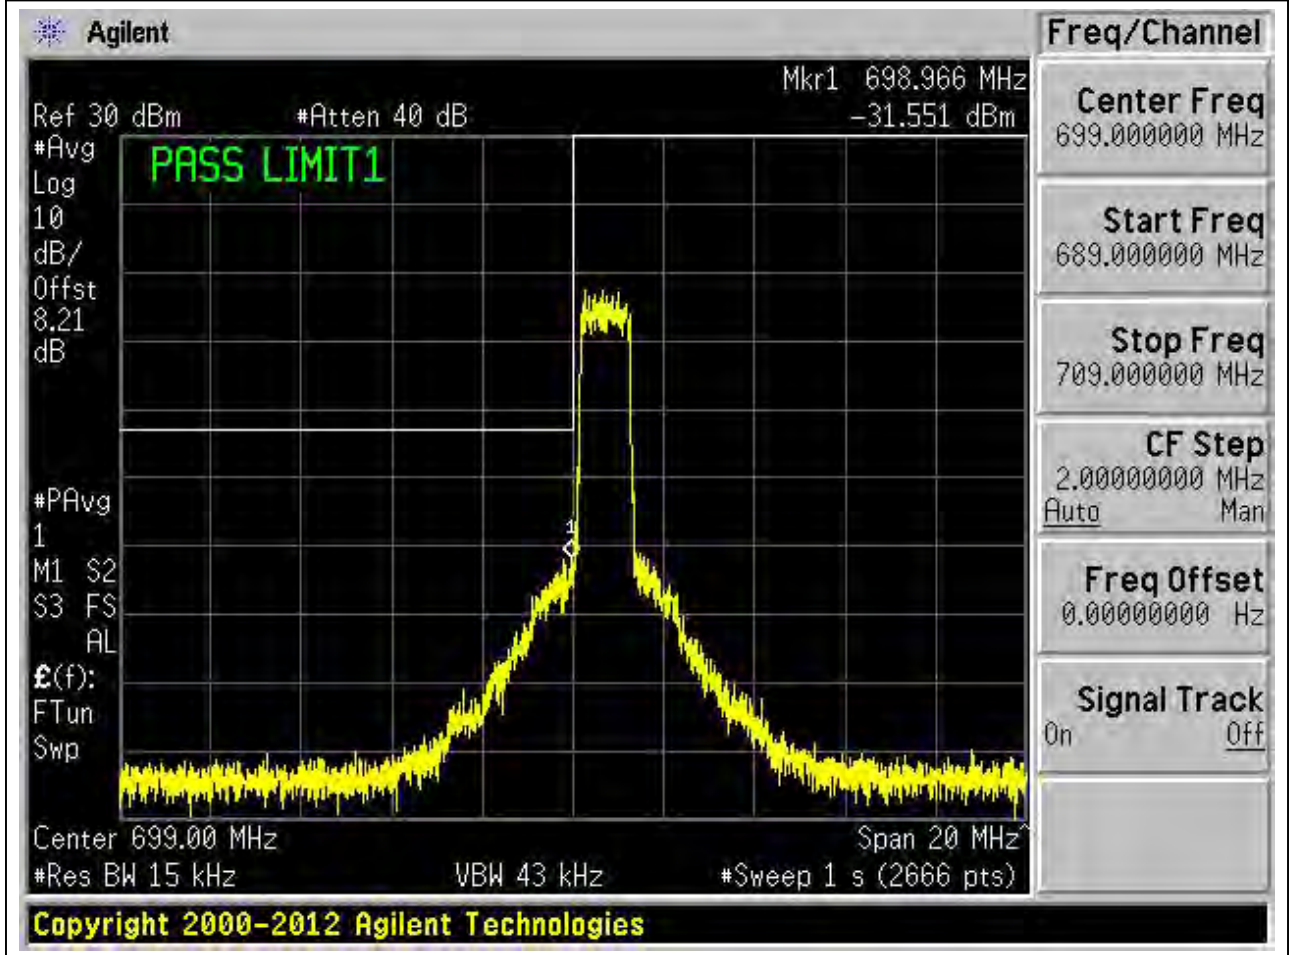 Agilent
Freq/Channel
Mkr1 698.966 MHz
Ref 30 dBm #Atten 40 dB -31.551 dBm
#Avg
Log
10
dB/
Offst
8.21
dB
PASS LIMIT1
#PAvg
1
M1 S2
S3 FS
AL
£(f):
FTun
Swp
1
Center 699.00 MHz Span 20 MHz^
#Res BW 15 kHz VBW 43 kHz #Sweep 1 s (2666 pts)
Center Freq
699.000000 MHz
Start Freq
689.000000 MHz
Stop Freq
709.000000 MHz
CF Step
2.00000000 MHz
Auto Man
Freq Offset
0.00000000 Hz
Signal Track
On Off
Copyright 2000-2012 Agilent Technologies